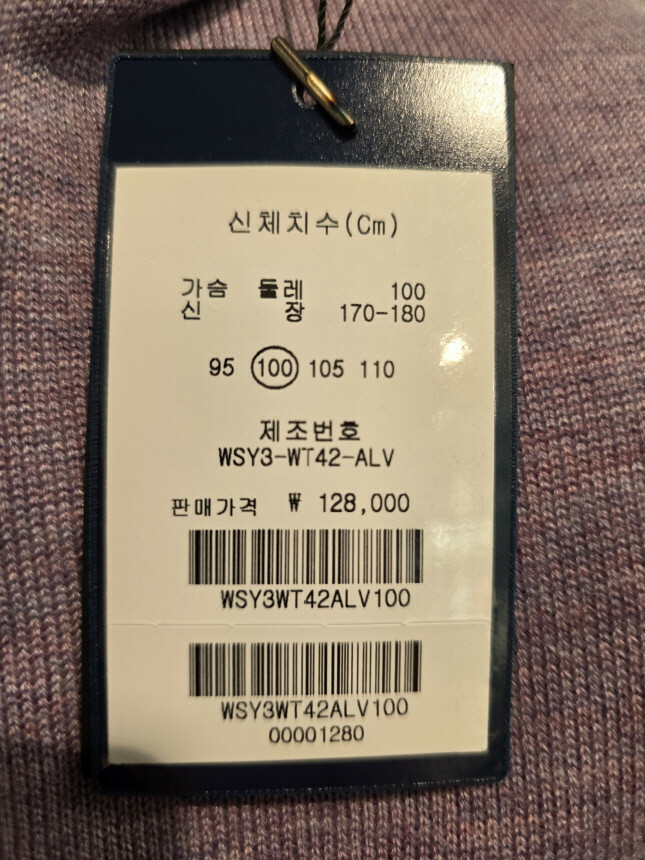 신체치수(Cm)
가슴 둘레 100
신 장 170-180
95 100 105 110
제조번호
WSY3-WT42-ALV
판매가격 ₩ 128,000
WSY3WT42ALV100
WSY3WT42ALV100
00001280